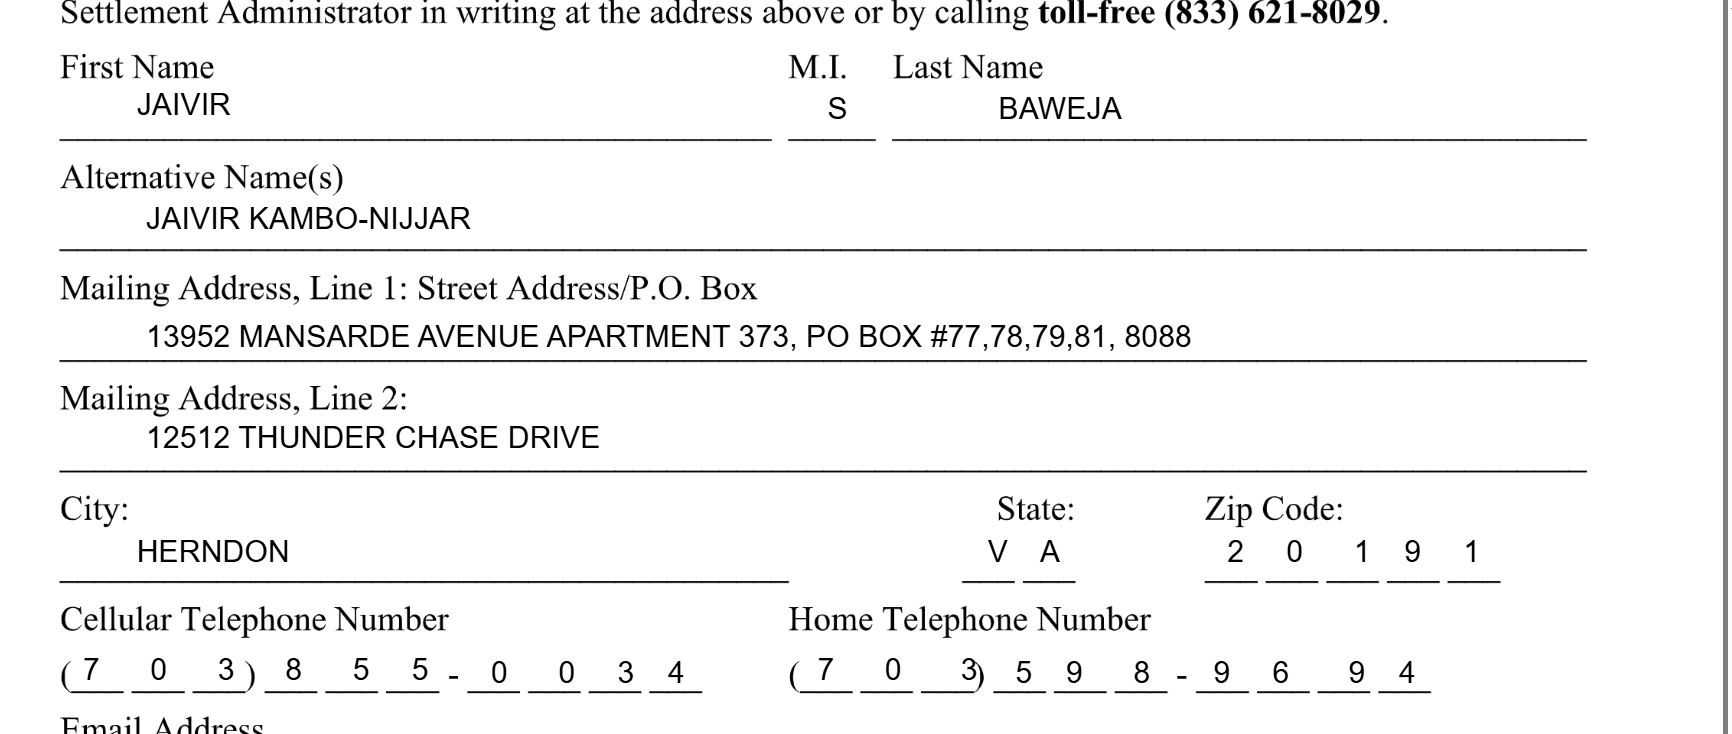 Settlement Administrator in writing at the address above or by calling toll-free (833) 621-8029.
First Name M.I. Last Name
JAIVIR S BAWEJA
Alternative Name(s)
JAIVIR KAMBO-NIJJAR
Mailing Address, Line 1: Street Address/P.O. Box
13952 MANSARDE AVENUE APARTMENT 373, PO BOX #77,78,79,81, 8088
Mailing Address, Line 2:
12512 THUNDER CHASE DRIVE
City: State: Zip Code:
HERNDON V A 2 0 1 9 1
Cellular Telephone Number Home Telephone Number
(7 0 3) 8 5 5 - 0 0 3 4 (7 0 3) 5 9 8 - 9 6 9 4
Email Address